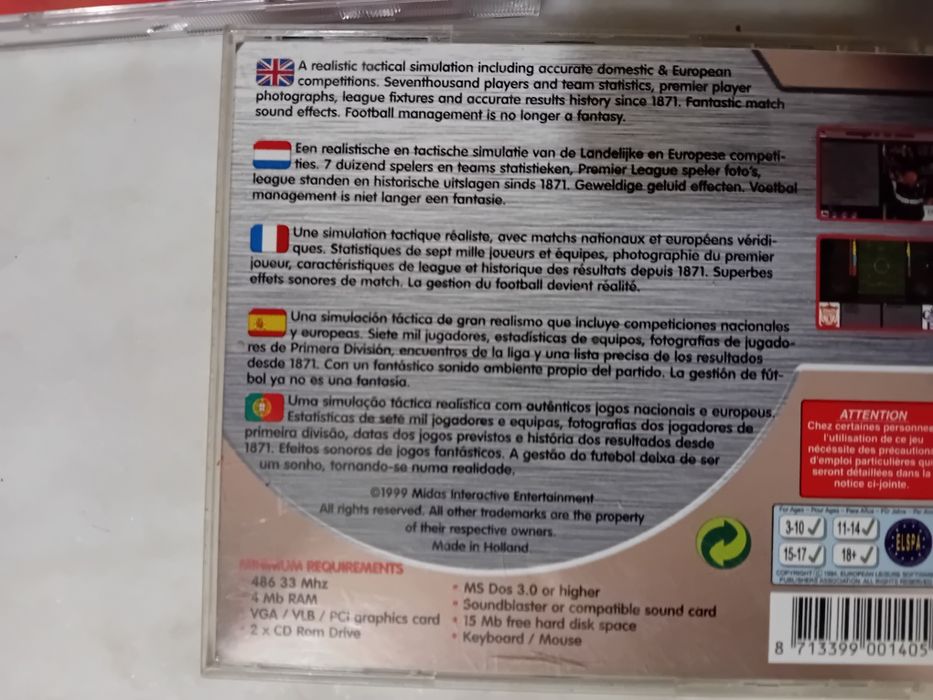 A realistic tactical simulation including accurate domestic & European
competitions. Seventhousand players and team statistics, premier player
photographs, league fixtures and accurate results history since 1871. Fantastic match
sound effects. Football management is no longer a fantasy.
Een realistische en tactische simulatie van de Landelijke en Europese competi-
ties. 7 duizend spelers en teams statistieken, Premier League speler foto's,
league standen en historische uitslagen sinds 1871. Geweldige geluid effecten. Voetbal
management is niet langer een fantasie.
Une simulation tactique réaliste, avec matchs nationaux et européens véridi-
ques. Statistiques de sept mille joueurs et équipes, photographie du premier
joueur, caractéristiques de league et historique des résultats depuis 1871. Superbes
effets sonores de match. La gestion du football devient réalité.
Una simulación táctica de gran realismo que incluye competiciones nacionales
y europeas. Siete mil jugadores, estadísticas de equipos, fotografías de jugado-
res de Primera División, encuentros de la liga y una lista precisa de los resultados
desde 1871. Con un fantástico sonido ambiente propio del partido. La gestión de fút-
bol ya no es una fantasía.
Uma simulação táctica realística com autênticos jogos nacionais e europeus.
Estatísticas de sete mil jogadores e equipas, fotografias dos jogadores de
primeira divisão, datas dos jogos previstos e história dos resultados desde
1871. Efeitos sonoros de jogos fantásticos. A gestão do futebol deixa de ser
um sonho, tornando-se numa realidade.
©1999 Midas Interactive Entertainment
All rights reserved. All other trademarks are the property
of their respective owners.
Made in Holland.
MINIMUM REQUIREMENTS
486 33 Mhz
4 Mb RAM
VGA / VLB / PCi graphics card
2 x CD Rom Drive
MS Dos 3.0 or higher
Soundblaster or compatible sound card
15 Mb free hard disk space
Keyboard / Mouse
ATTENTION
Chez certaines personnes
l'utilisation de ce jeu
nécessite des précautions
d'emploi particulières qui
seront détaillées dans la
notice ci-jointe.
3-10 11-14
15-17 18+
ELSPA
8 713399 001405